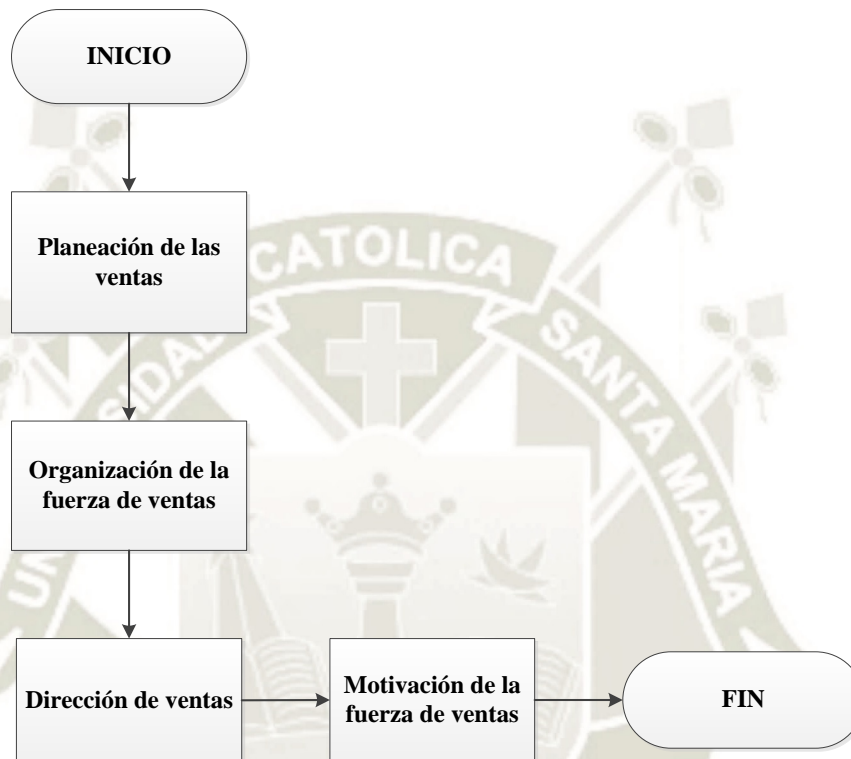 INICIO
Planeación de las
ventas
Organización de la
fuerza de ventas
Dirección de ventas
Motivación de la
fuerza de ventas
FIN
CATOLICA
SANTA MARIA